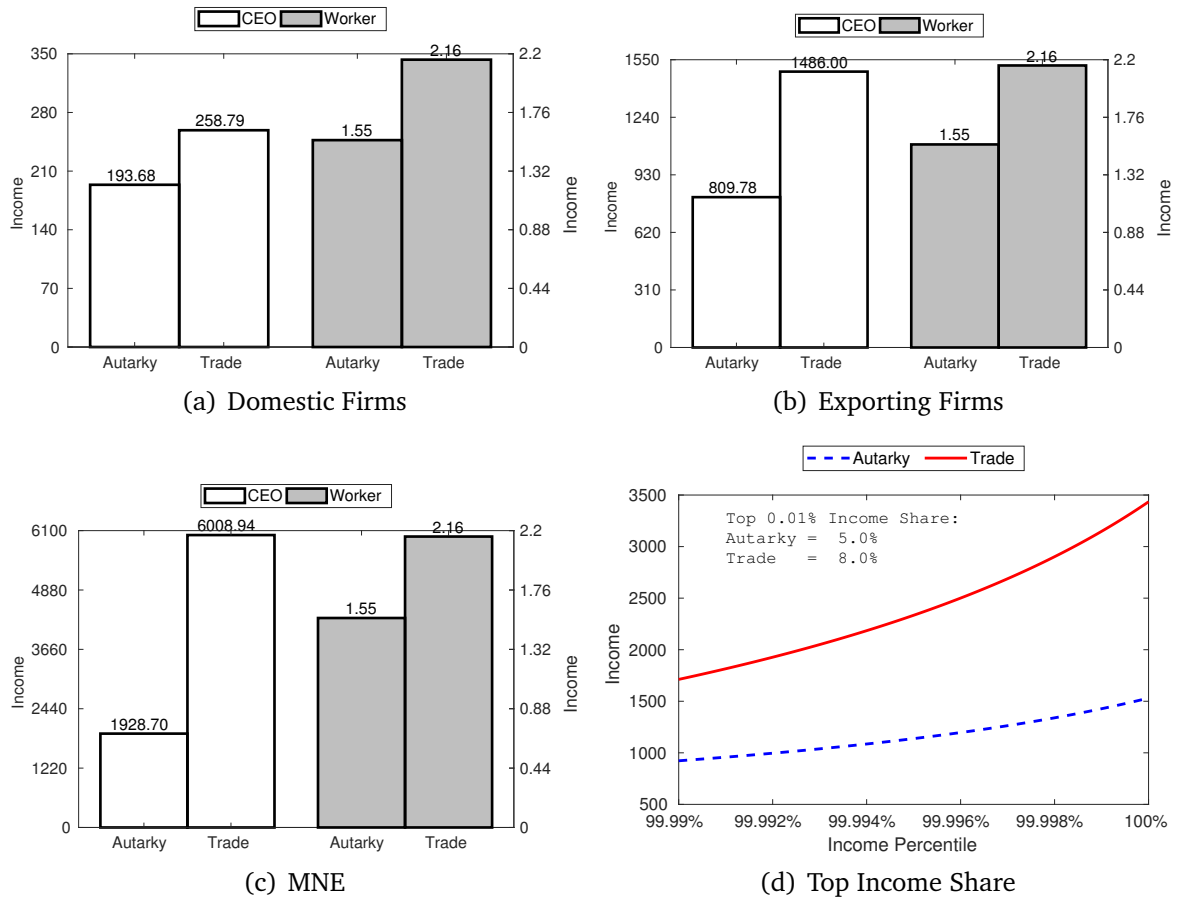 CEO Worker
350
280
210
140
70
0
Income
193.68
258.79
1.55
2.16
2.2
1.76
1.32
0.88
0.44
0
Income
Autarky Trade Autarky Trade
(a) Domestic Firms
CEO Worker
1550
1240
930
620
310
0
Income
809.78
1486.00
1.55
2.16
2.2
1.76
1.32
0.88
0.44
0
Income
Autarky Trade Autarky Trade
(b) Exporting Firms
CEO Worker
6100
4880
3660
2440
1220
0
Income
1928.70
6008.94
1.55
2.16
2.2
1.76
1.32
0.88
0.44
0
Income
Autarky Trade Autarky Trade
(c) MNE
Autarky Trade
3500
3000
2500
2000
1500
1000
500
Income
Top 0.01% Income Share:
Autarky = 5.0%
Trade = 8.0%
99.99% 99.992% 99.994% 99.996% 99.998% 100%
Income Percentile
(d) Top Income Share